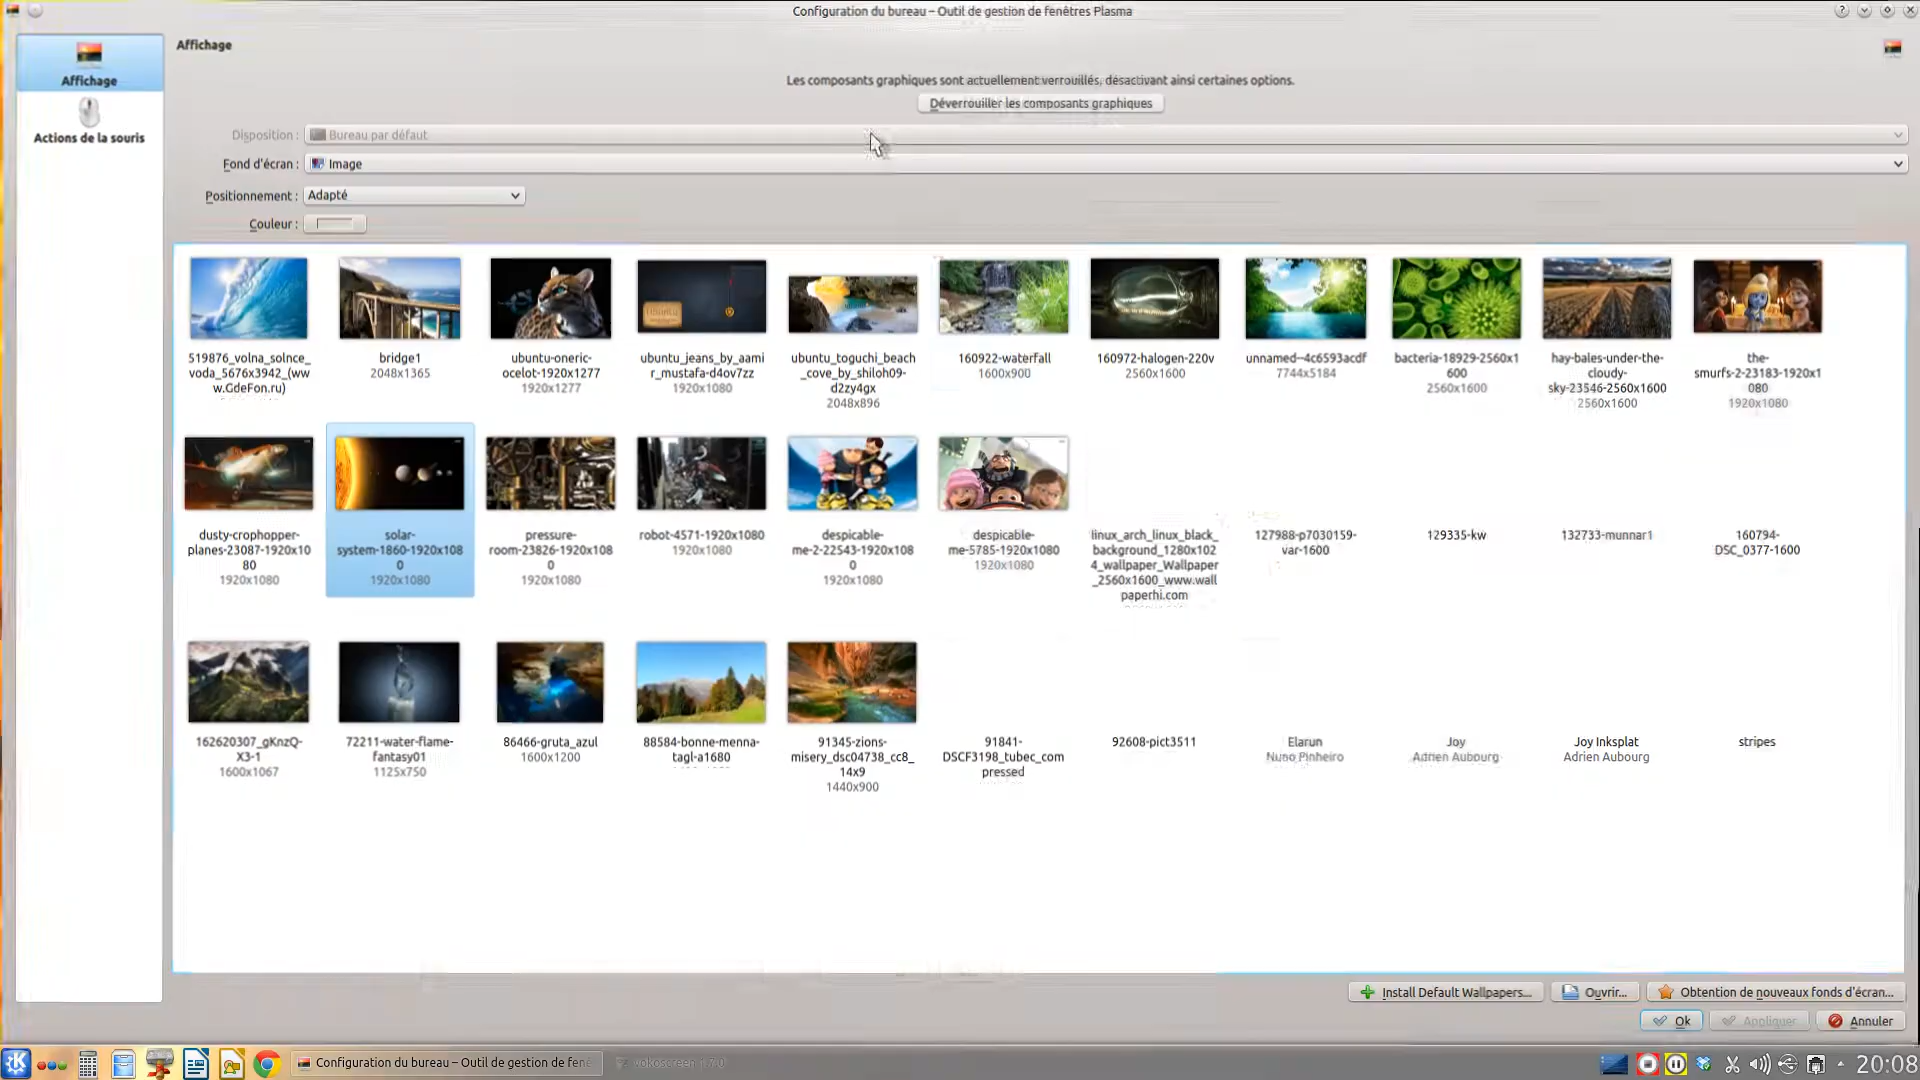 Configuration du bureau – Outil de gestion de fenêtres Plasma
Affichage
Actions de la souris
Affichage
Les composants graphiques sont actuellement verrouillés, désactivant ainsi certaines options.
Déverrouiller les composants graphiques
Disposition : Bureau par défaut
Fond d'écran : Image
Positionnement : Adapté
Couleur :
519876_volna_solnce_
voda_5676x3942_(ww
w.GdeFon.ru)
bridge1
2048x1365
ubuntu-oneric-
ocelot-1920x1277
1920x1277
ubuntu_jeans_by_aami
r_mustafa-d4ov7zz
1920x1080
ubuntu_toguchi_beach
_cove_by_shiloh09-
d2zy4gx
2048x896
160922-waterfall
1600x900
160972-halogen-220v
2560x1600
unnamed--4c6593acdf
7744x5184
bacteria-18929-2560x1
600
2560x1600
hay-bales-under-the-
cloudy-
sky-23546-2560x1600
2560x1600
the-
smurfs-2-23183-1920x1
080
1920x1080
dusty-crophopper-
planes-23087-1920x10
80
1920x1080
solar-
system-1860-1920x108
0
1920x1080
pressure-
room-23826-1920x108
0
1920x1080
robot-4571-1920x1080
1920x1080
despicable-
me-2-22543-1920x108
0
1920x1080
despicable-
me-5785-1920x1080
1920x1080
linux_arch_linux_black_
background_1280x102
4_wallpaper_Wallpaper
_2560x1600_www.wall
paperhi.com
127988-p7030159-
var-1600
129335-kw
132733-munnar1
160794-
DSC_0377-1600
162620307_gKnzQ-
X3-1
1600x1067
72211-water-flame-
fantasy01
1125x750
86466-gruta_azul
1600x1200
88584-bonne-menna-
tagl-a1680
91345-zions-
misery_dsc04738_cc8_
14x9
1440x900
91841-
DSCF3198_tubec_com
pressed
92608-pict3511
Elarun
Nuno Pinheiro
Joy
Adrien Aubourg
Joy Inksplat
Adrien Aubourg
stripes
Install Default Wallpapers...
Ouvrir...
Obtention de nouveaux fonds d'écran...
Ok
Appliquer
Annuler
Configuration du bureau – Outil de gestion de fené
vokoscreen 1.7.0
20:08